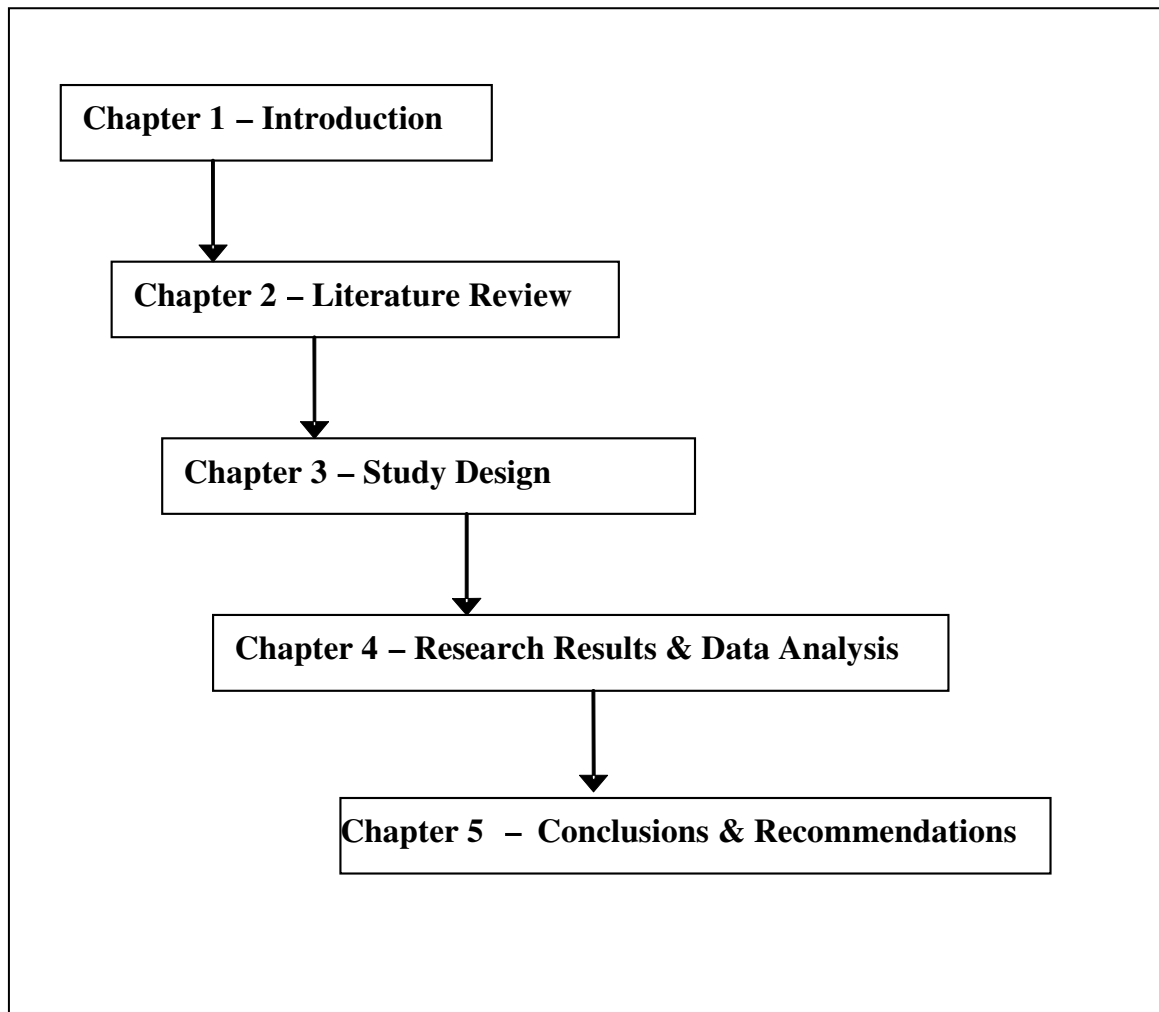 Chapter 1 – Introduction
Chapter 2 – Literature Review
Chapter 3 – Study Design
Chapter 4 – Research Results & Data Analysis
Chapter 5 – Conclusions & Recommendations